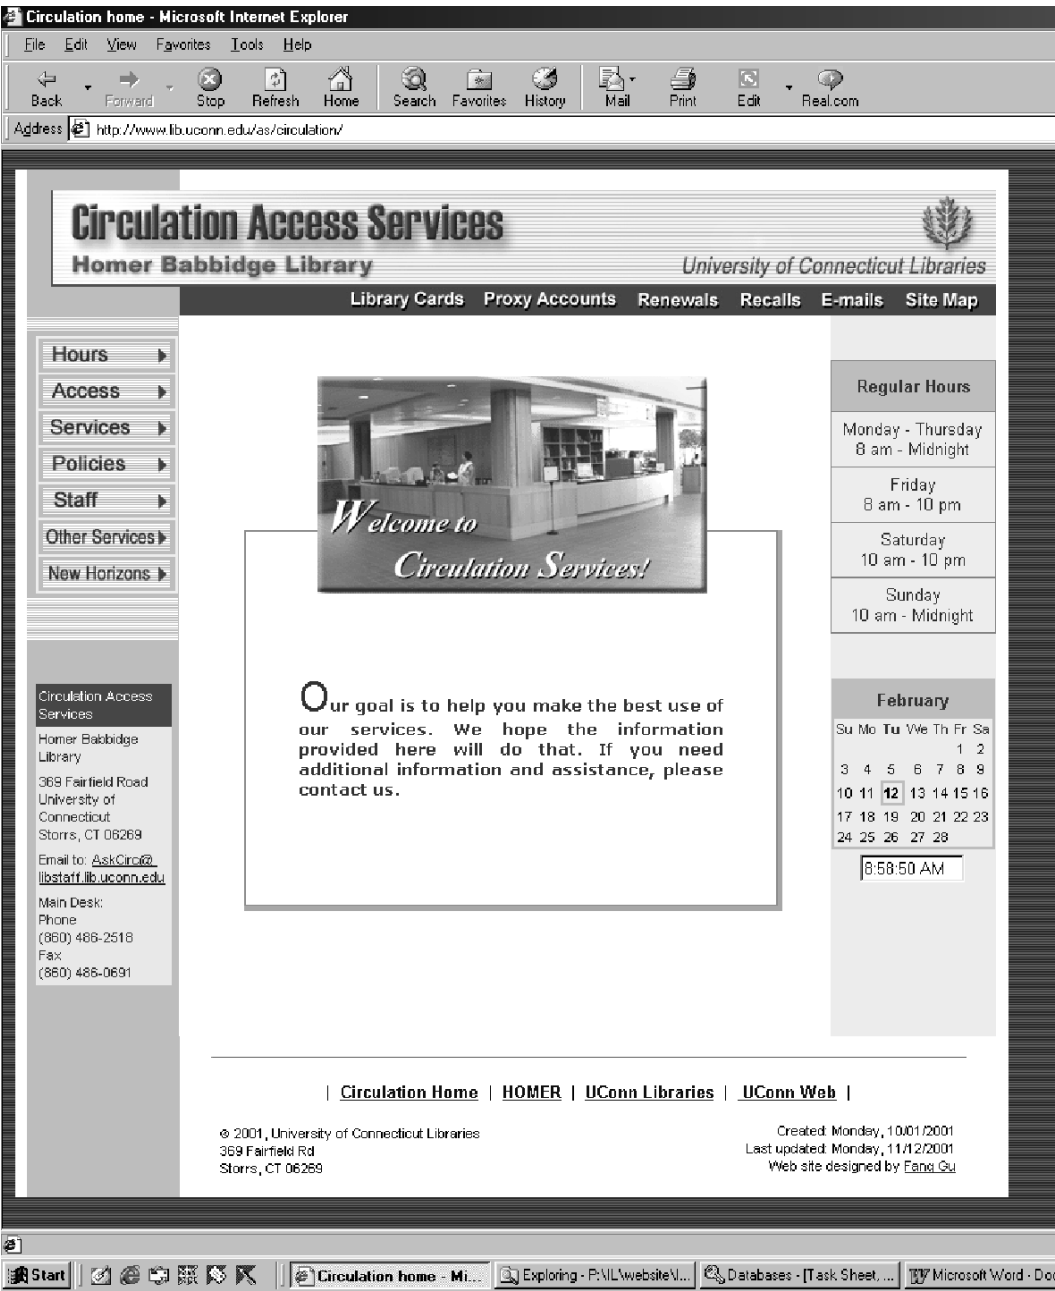 Circulation home - Microsoft Internet Explorer
File Edit View Favorites Tools Help
Back Forward Stop Refresh Home Search Favorites History Mail Print Edit Real.com
Address http://www.lib.uconn.edu/as/circulation/
Circulation Access Services
Homer Babbidge Library
University of Connecticut Libraries
Library Cards Proxy Accounts Renewals Recalls E-mails Site Map
Hours
Access
Services
Policies
Staff
Other Services
New Horizons
Circulation Access
Services
Homer Babbidge
Library
369 Fairfield Road
University of
Connecticut
Storrs, CT 06269
Email to: AskCirc@
libstaff.lib.uconn.edu
Main Desk:
Phone
(860) 486-2518
Fax
(860) 486-0691
Welcome to
Circulation Services!
Our goal is to help you make the best use of
our services. We hope the information
provided here will do that. If you need
additional information and assistance, please
contact us.
Regular Hours
Monday - Thursday
8 am - Midnight
Friday
8 am - 10 pm
Saturday
10 am - 10 pm
Sunday
10 am - Midnight
February
Su Mo Tu We Th Fr Sa
1 2
3 4 5 6 7 8 9
10 11 12 13 14 15 16
17 18 19 20 21 22 23
24 25 26 27 28
8:58:50 AM
| Circulation Home | HOMER | UConn Libraries | UConn Web |
© 2001, University of Connecticut Libraries
369 Fairfield Rd
Storrs, CT 06269
Created: Monday, 10/01/2001
Last updated: Monday, 11/12/2001
Web site designed by Fang Gu
Start Circulation home - Mi... Exploring - P:\IL\website\I... Databases - [Task Sheet, ... Microsoft Word - Doc